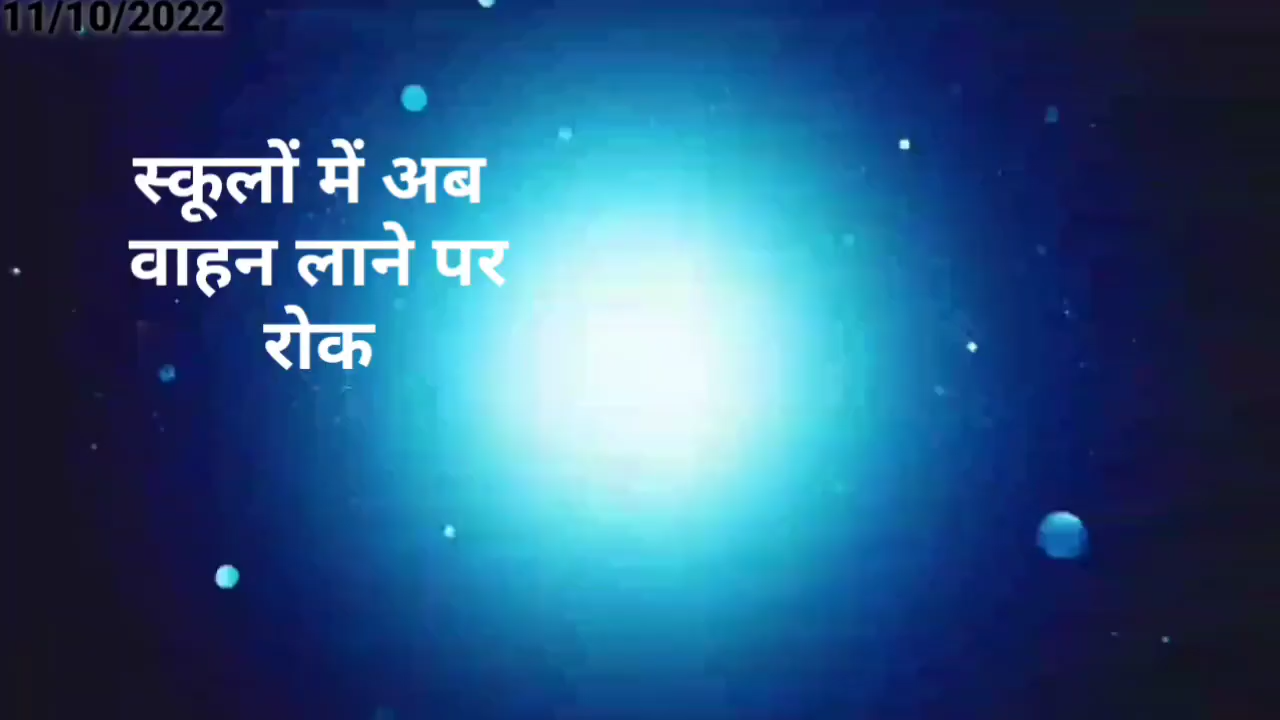 11/10/2022
स्कूलों में अब
वाहन लाने पर
रोक